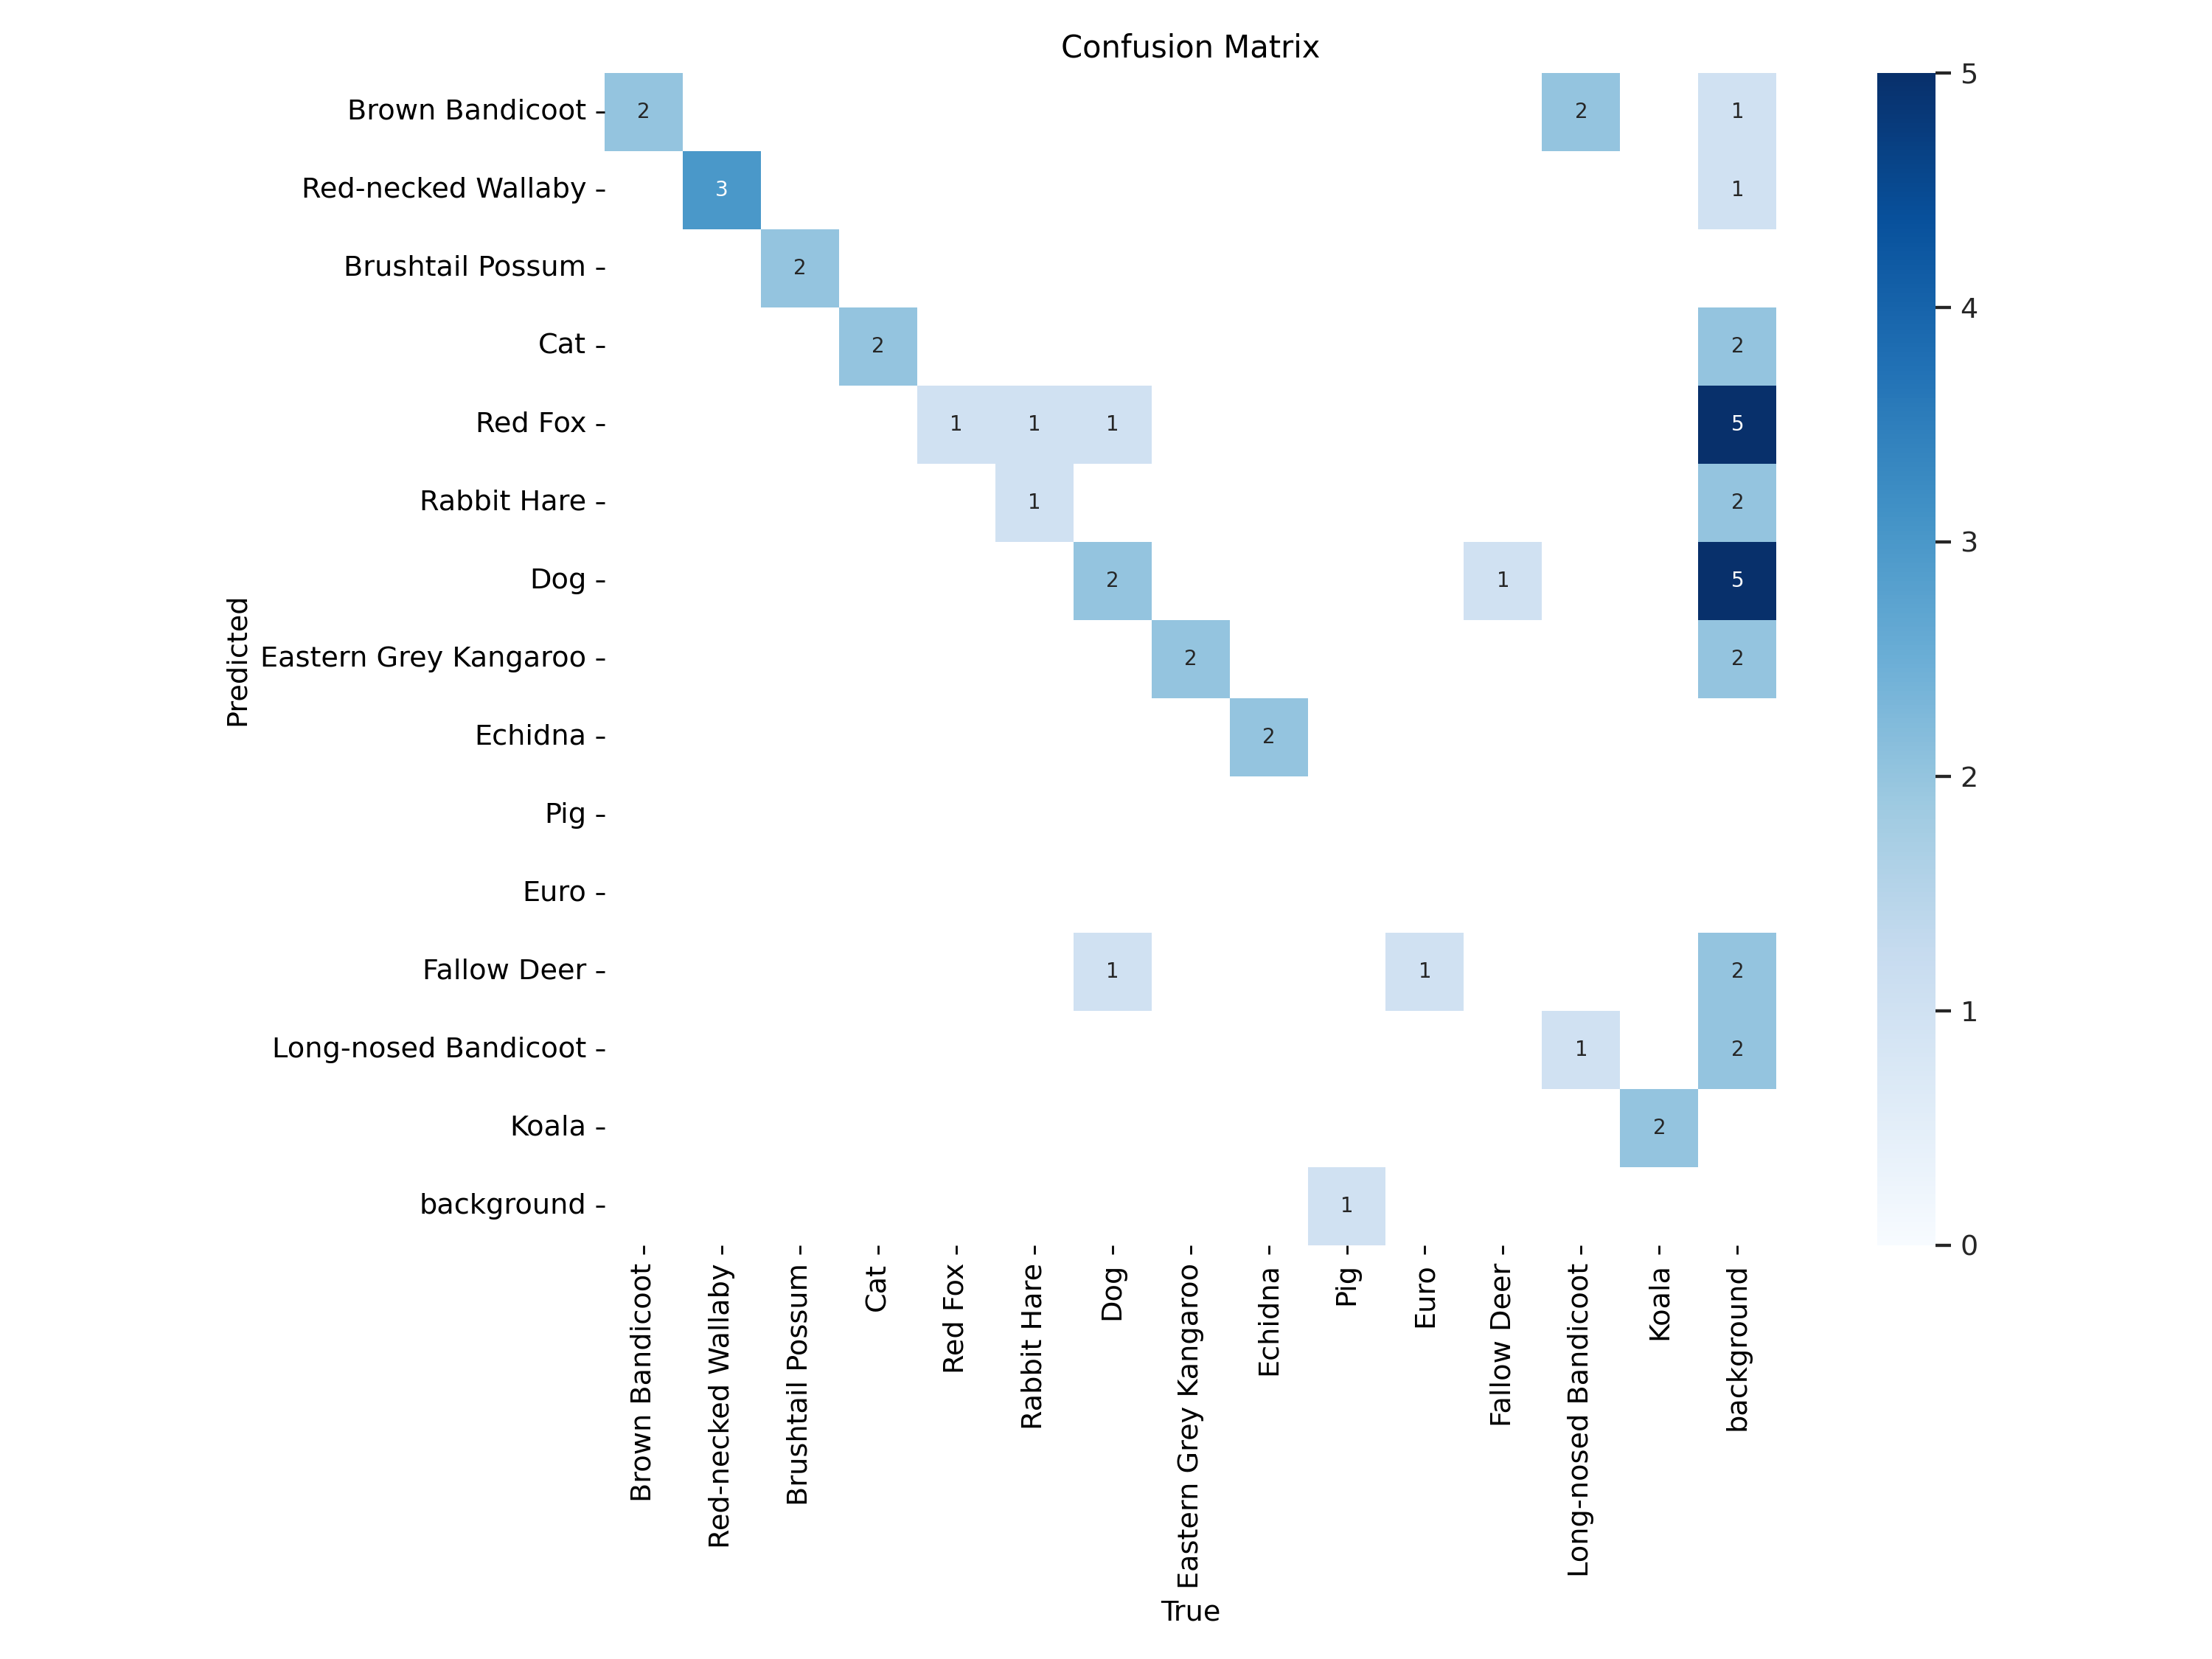 Confusion Matrix
Brown Bandicoot 2 2 1
Red-necked Wallaby 3 1
Brushtail Possum 2
Cat 2 2
Red Fox 1 1 1 5
Rabbit Hare 1 2
Dog 2 1 5
Eastern Grey Kangaroo 2 2
Echidna 2
Pig
Euro
Fallow Deer 1 1 2
Long-nosed Bandicoot 1 2
Koala 2
background 1
Predicted
Brown Bandicoot
Red-necked Wallaby
Brushtail Possum
Cat
Red Fox
Rabbit Hare
Dog
Eastern Grey Kangaroo
Echidna
Pig
Euro
Fallow Deer
Long-nosed Bandicoot
Koala
background
True
5
4
3
2
1
0